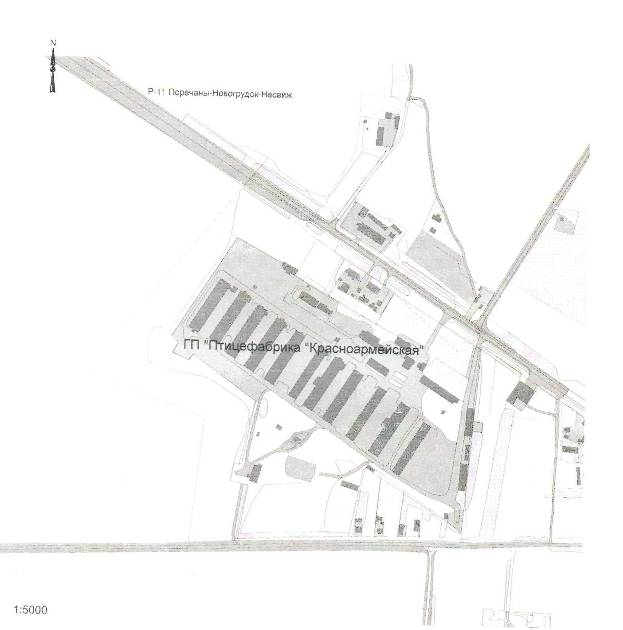 N
Р-11 Поречаны-Новогрудок-Несвиж
ГП "Птицефабрика "Красноармейская"
1:5000